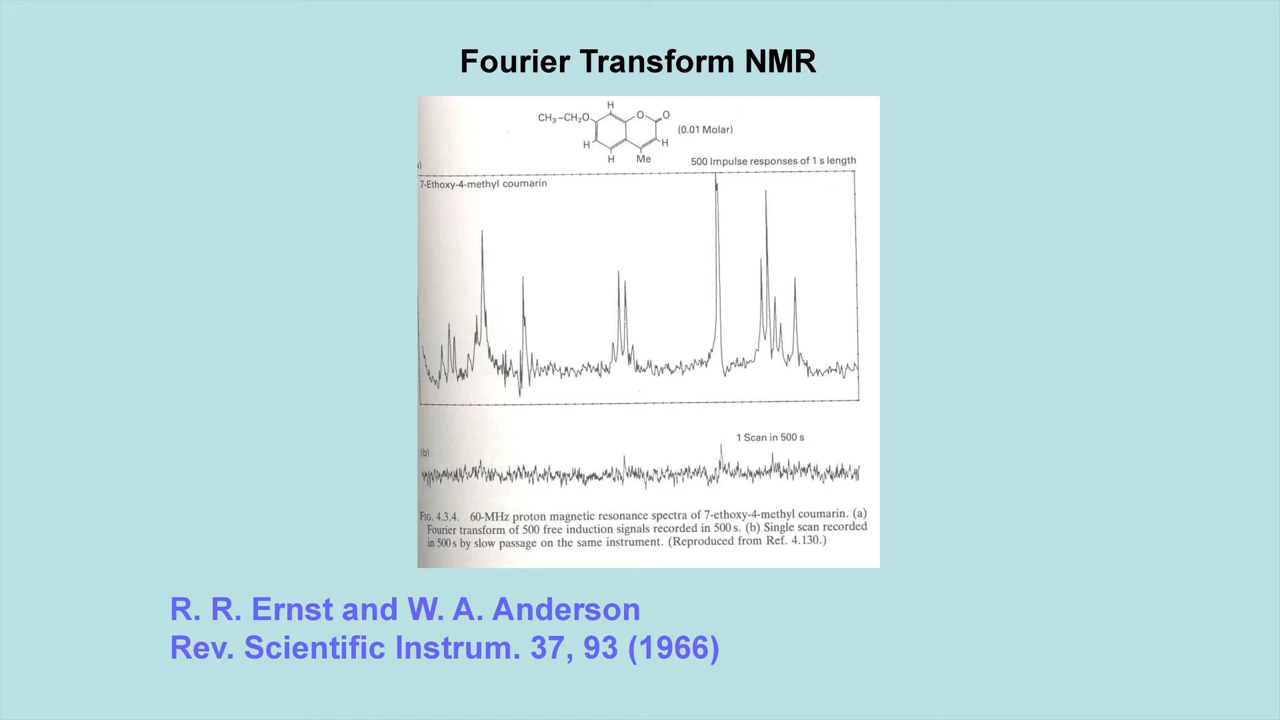 Fourier Transform NMR
H
CH₃–CH₂O
O
O
(0.01 Molar)
H
H
H
Me
500 Impulse responses of 1 s length
7-Ethoxy-4-methyl coumarin
1 Scan in 500 s
(b)
FIG. 4.3.4. 60-MHz proton magnetic resonance spectra of 7-ethoxy-4-methyl coumarin. (a)
Fourier transform of 500 free induction signals recorded in 500 s. (b) Single scan recorded
in 500 s by slow passage on the same instrument. (Reproduced from Ref. 4.130.)
R. R. Ernst and W. A. Anderson
Rev. Scientific Instrum. 37, 93 (1966)